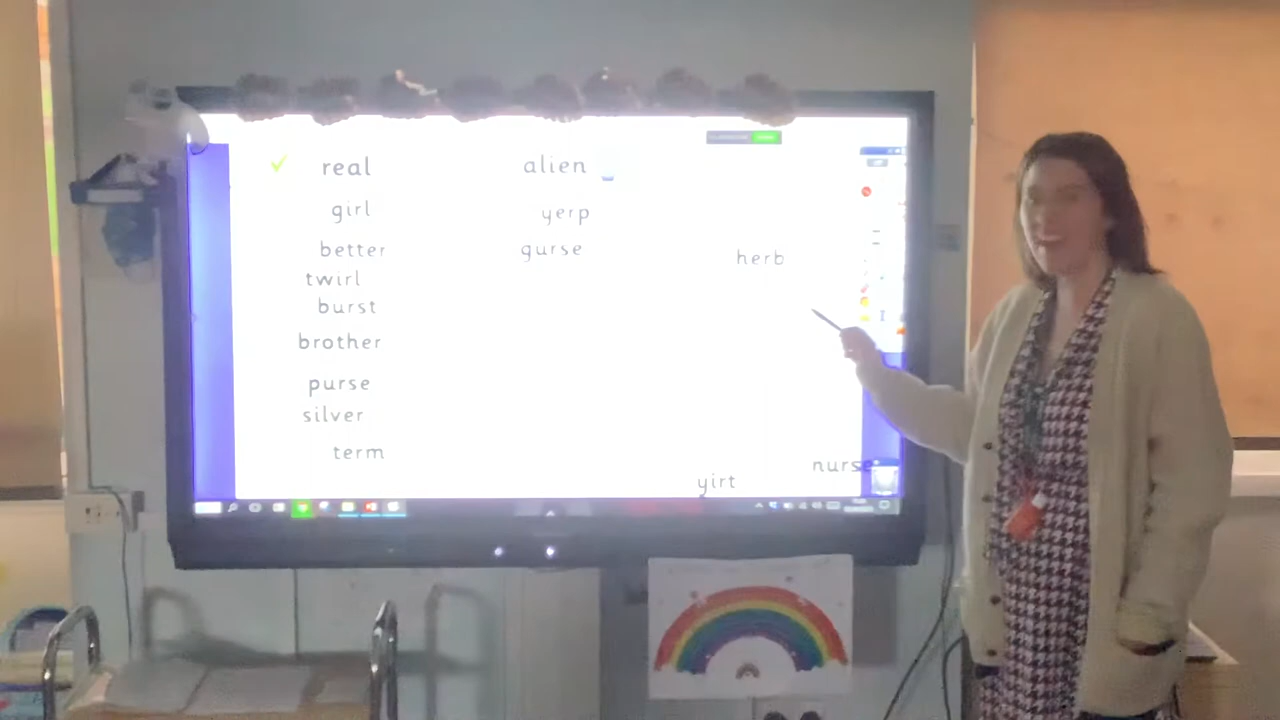 real alien
girl yerp
better gurse
herb
twirl
burst
brother
purse
silver
term
nurse
yirt